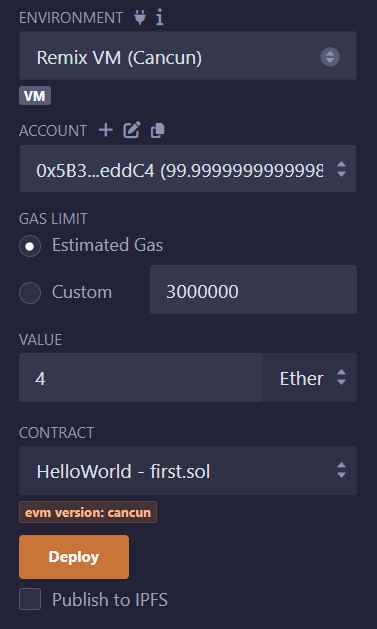 ENVIRONMENT
Remix VM (Cancun)
VM
ACCOUNT
0x5B3...eddC4 (99.9999999999998
GAS LIMIT
Estimated Gas
Custom 3000000
VALUE
4 Ether
CONTRACT
HelloWorld - first.sol
evm version: cancun
Deploy
Publish to IPFS